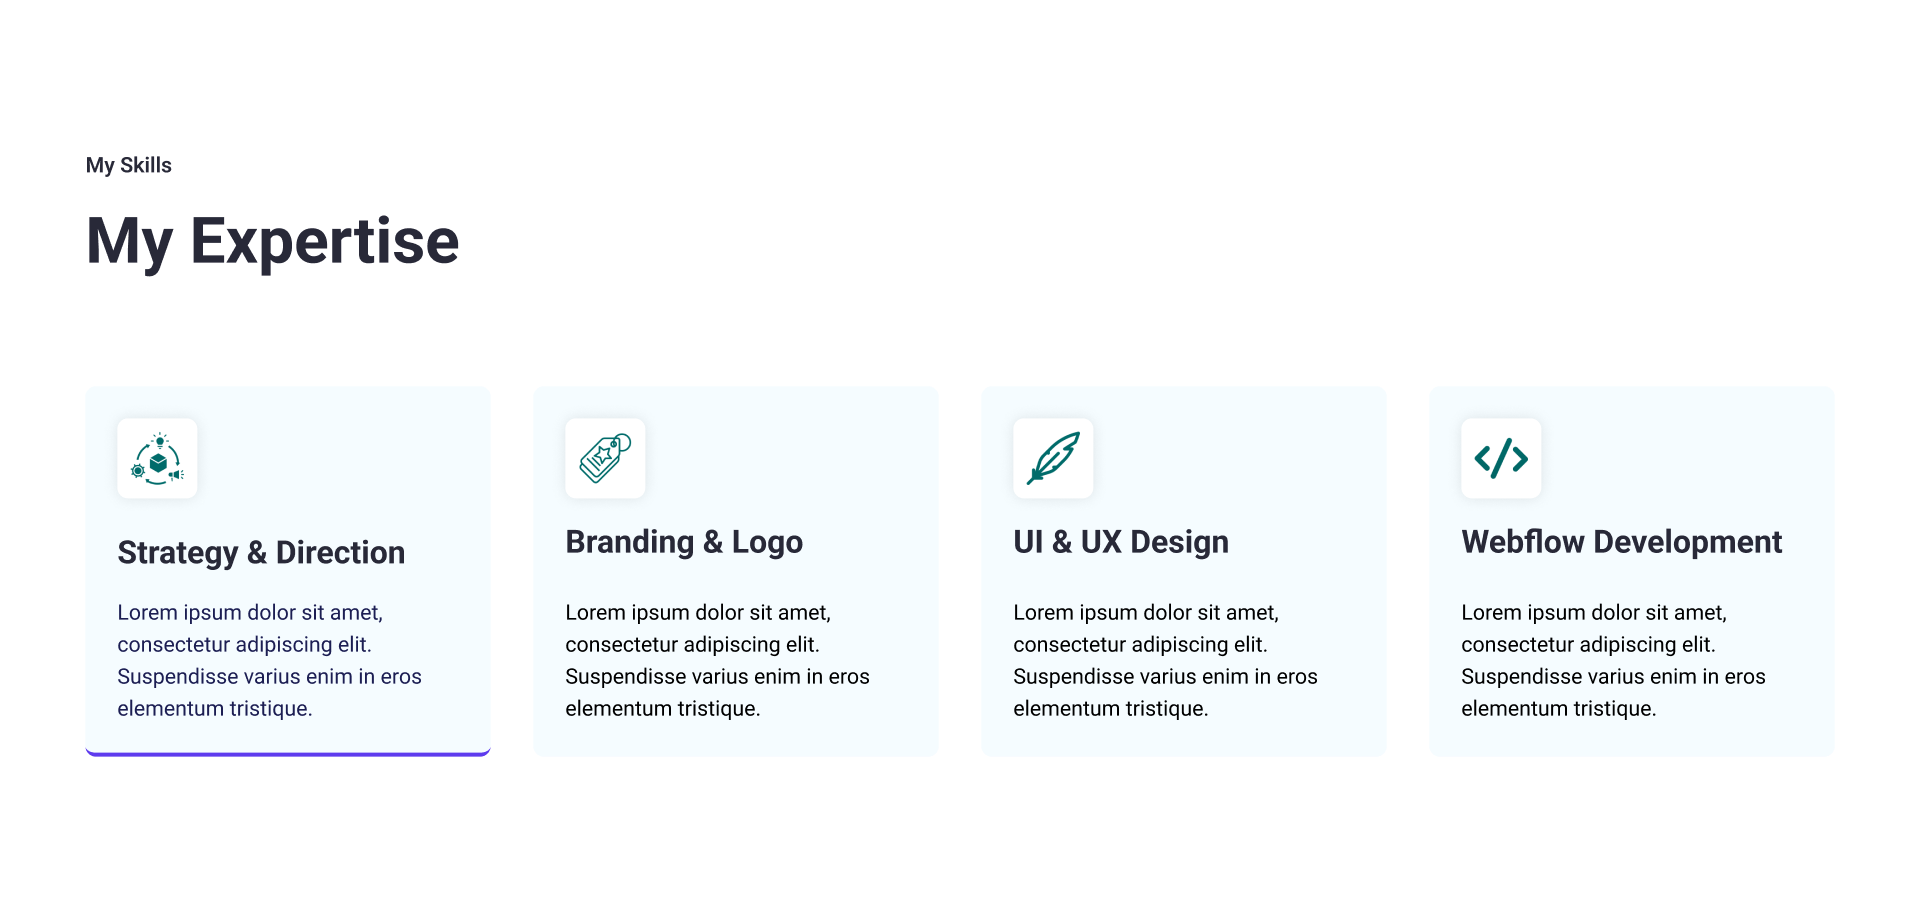 My Skills
My Expertise
Strategy & Direction
Lorem ipsum dolor sit amet,
consectetur adipiscing elit.
Suspendisse varius enim in eros
elementum tristique.
Branding & Logo
Lorem ipsum dolor sit amet,
consectetur adipiscing elit.
Suspendisse varius enim in eros
elementum tristique.
UI & UX Design
Lorem ipsum dolor sit amet,
consectetur adipiscing elit.
Suspendisse varius enim in eros
elementum tristique.
Webflow Development
Lorem ipsum dolor sit amet,
consectetur adipiscing elit.
Suspendisse varius enim in eros
elementum tristique.